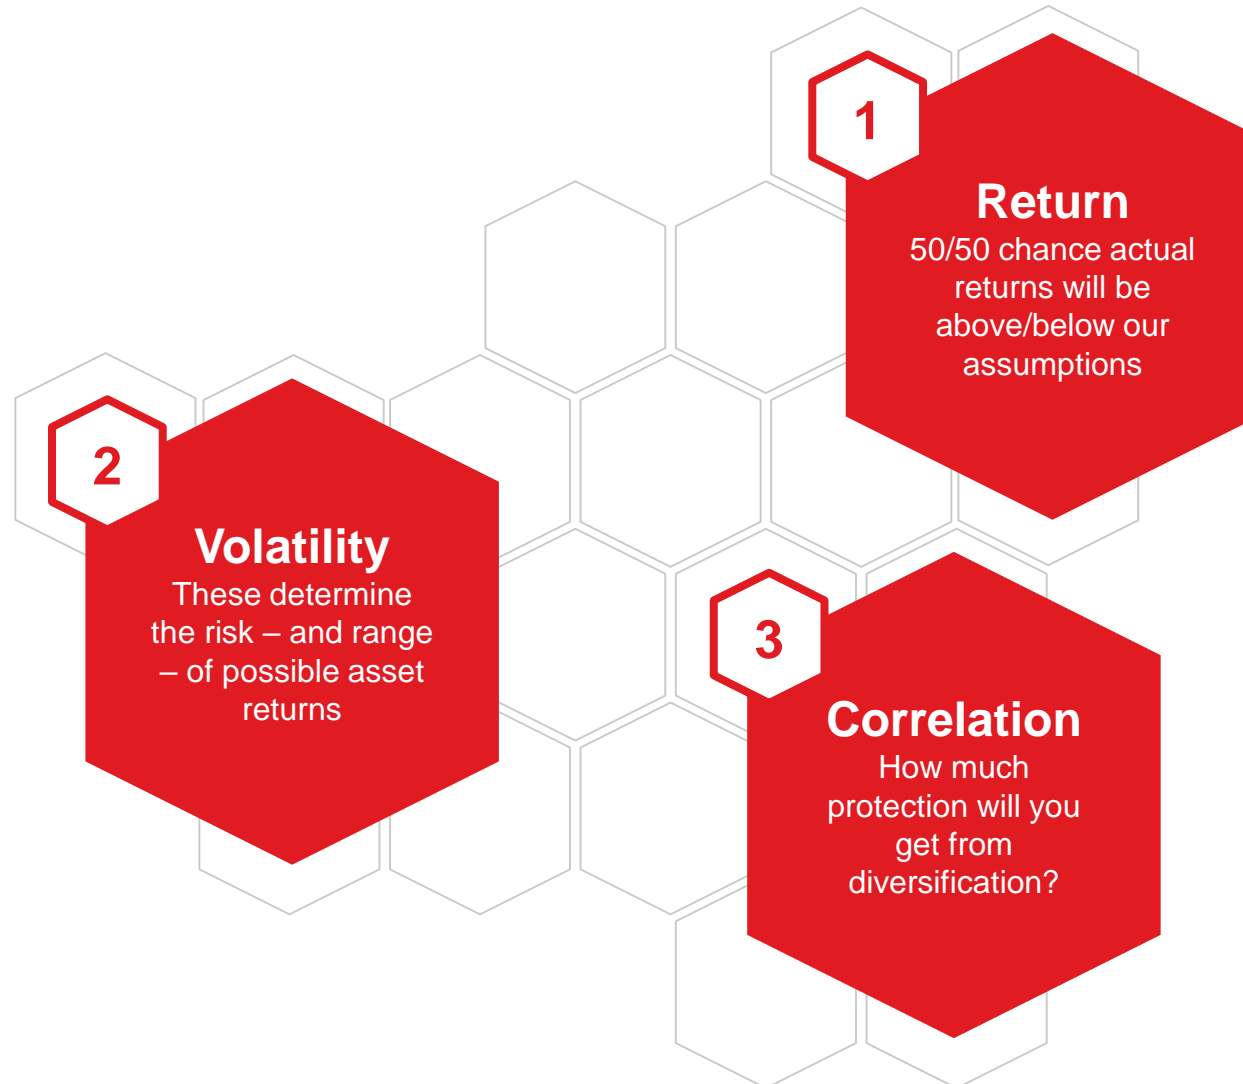 1
Return
50/50 chance actual
returns will be
above/below our
assumptions
2
Volatility
These determine
the risk – and range
– of possible asset
returns
3
Correlation
How much
protection will you
get from
diversification?